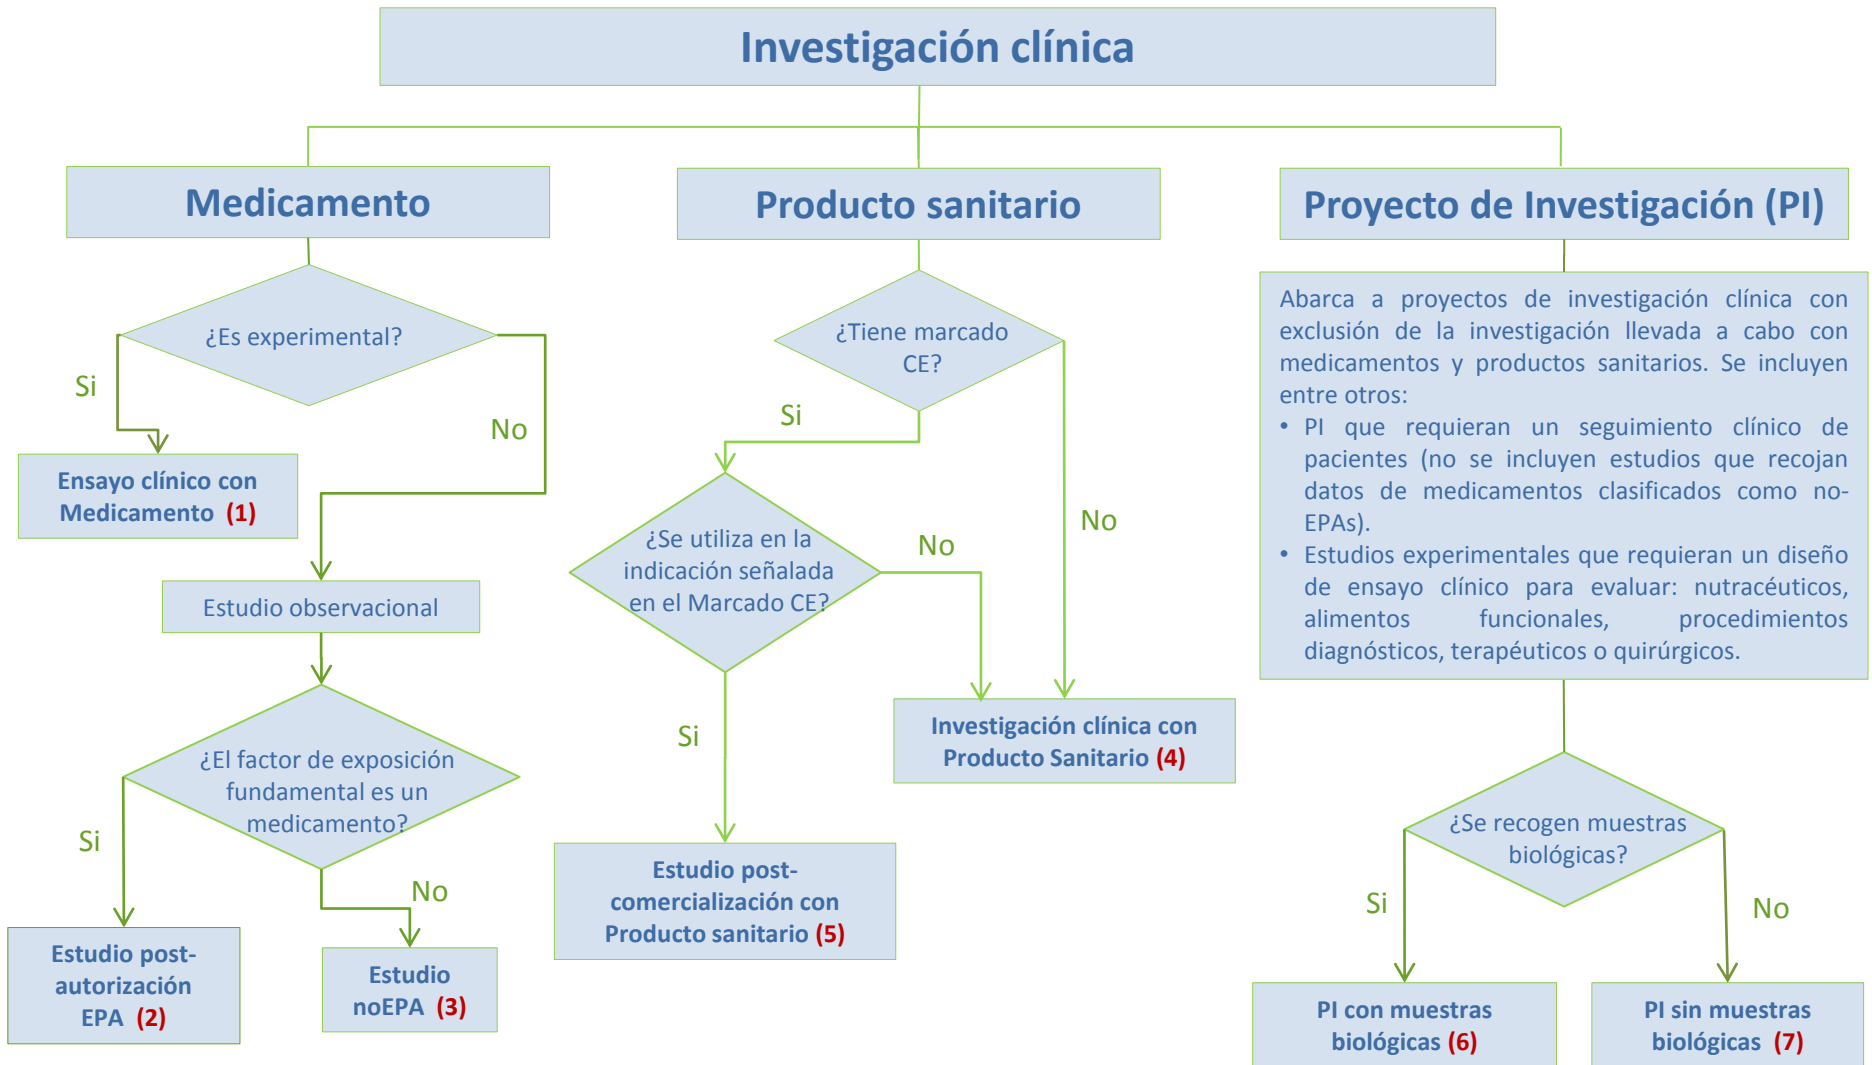 Investigación clínica
Medicamento
Producto sanitario
Proyecto de Investigación (PI)
¿Es experimental?
Si
No
Ensayo clínico con
Medicamento (1)
Estudio observacional
¿El factor de exposición
fundamental es un
medicamento?
Si
No
Estudio post-
autorización
EPA (2)
Estudio
noEPA (3)
¿Tiene marcado
CE?
Si
No
¿Se utiliza en la
indicación señalada
en el Marcado CE?
No
Si
Investigación clínica con
Producto Sanitario (4)
Estudio post-
comercialización con
Producto sanitario (5)
Abarca a proyectos de investigación clínica con
exclusión de la investigación llevada a cabo con
medicamentos y productos sanitarios. Se incluyen
entre otros:
• PI que requieran un seguimiento clínico de
pacientes (no se incluyen estudios que recojan
datos de medicamentos clasificados como no-
EPAs).
• Estudios experimentales que requieran un diseño
de ensayo clínico para evaluar: nutracéuticos,
alimentos funcionales, procedimientos
diagnósticos, terapéuticos o quirúrgicos.
¿Se recogen muestras
biológicas?
Si
No
PI con muestras
biológicas (6)
PI sin muestras
biológicas (7)